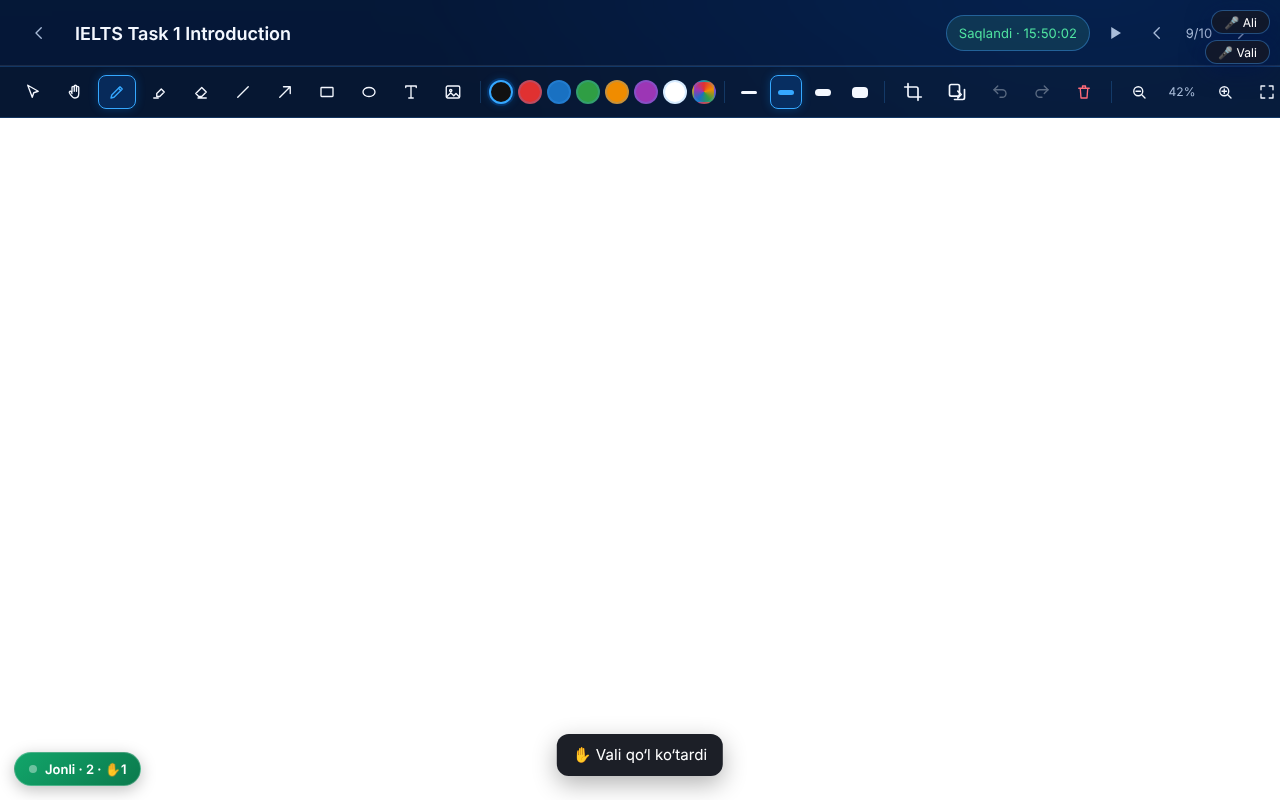 IELTS Task 1 Introduction
Saqlandi · 15:50:02
9/10
🎤 Ali
🎤 Vali
42%
✋ Vali qo‘l ko‘tardi
Jonli · 2 · ✋1